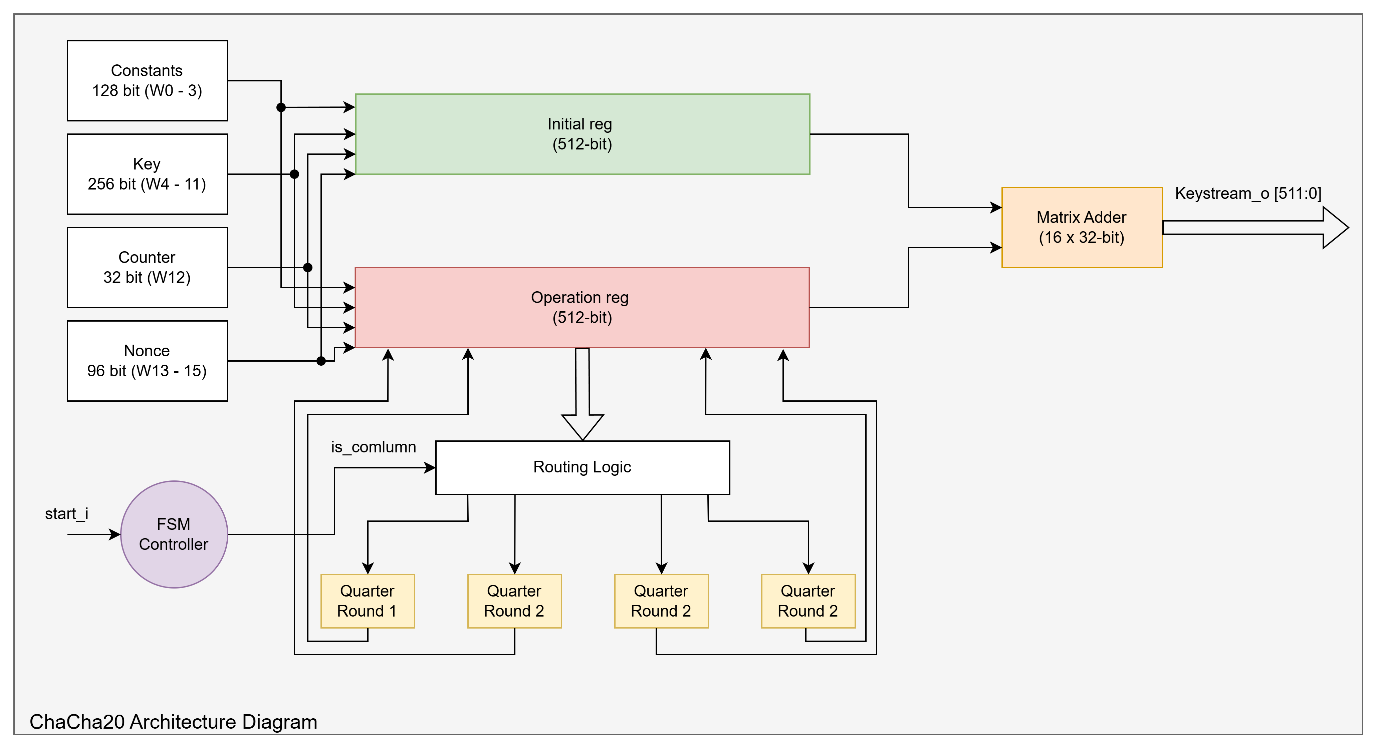 Constants
128 bit (W0 - 3)
Key
256 bit (W4 - 11)
Counter
32 bit (W12)
Nonce
96 bit (W13 - 15)
Initial reg
(512-bit)
Operation reg
(512-bit)
Matrix Adder
(16 x 32-bit)
Keystream_o [511:0]
is_comlumn
Routing Logic
start_i
FSM
Controller
Quarter
Round 1
Quarter
Round 2
Quarter
Round 2
Quarter
Round 2
ChaCha20 Architecture Diagram